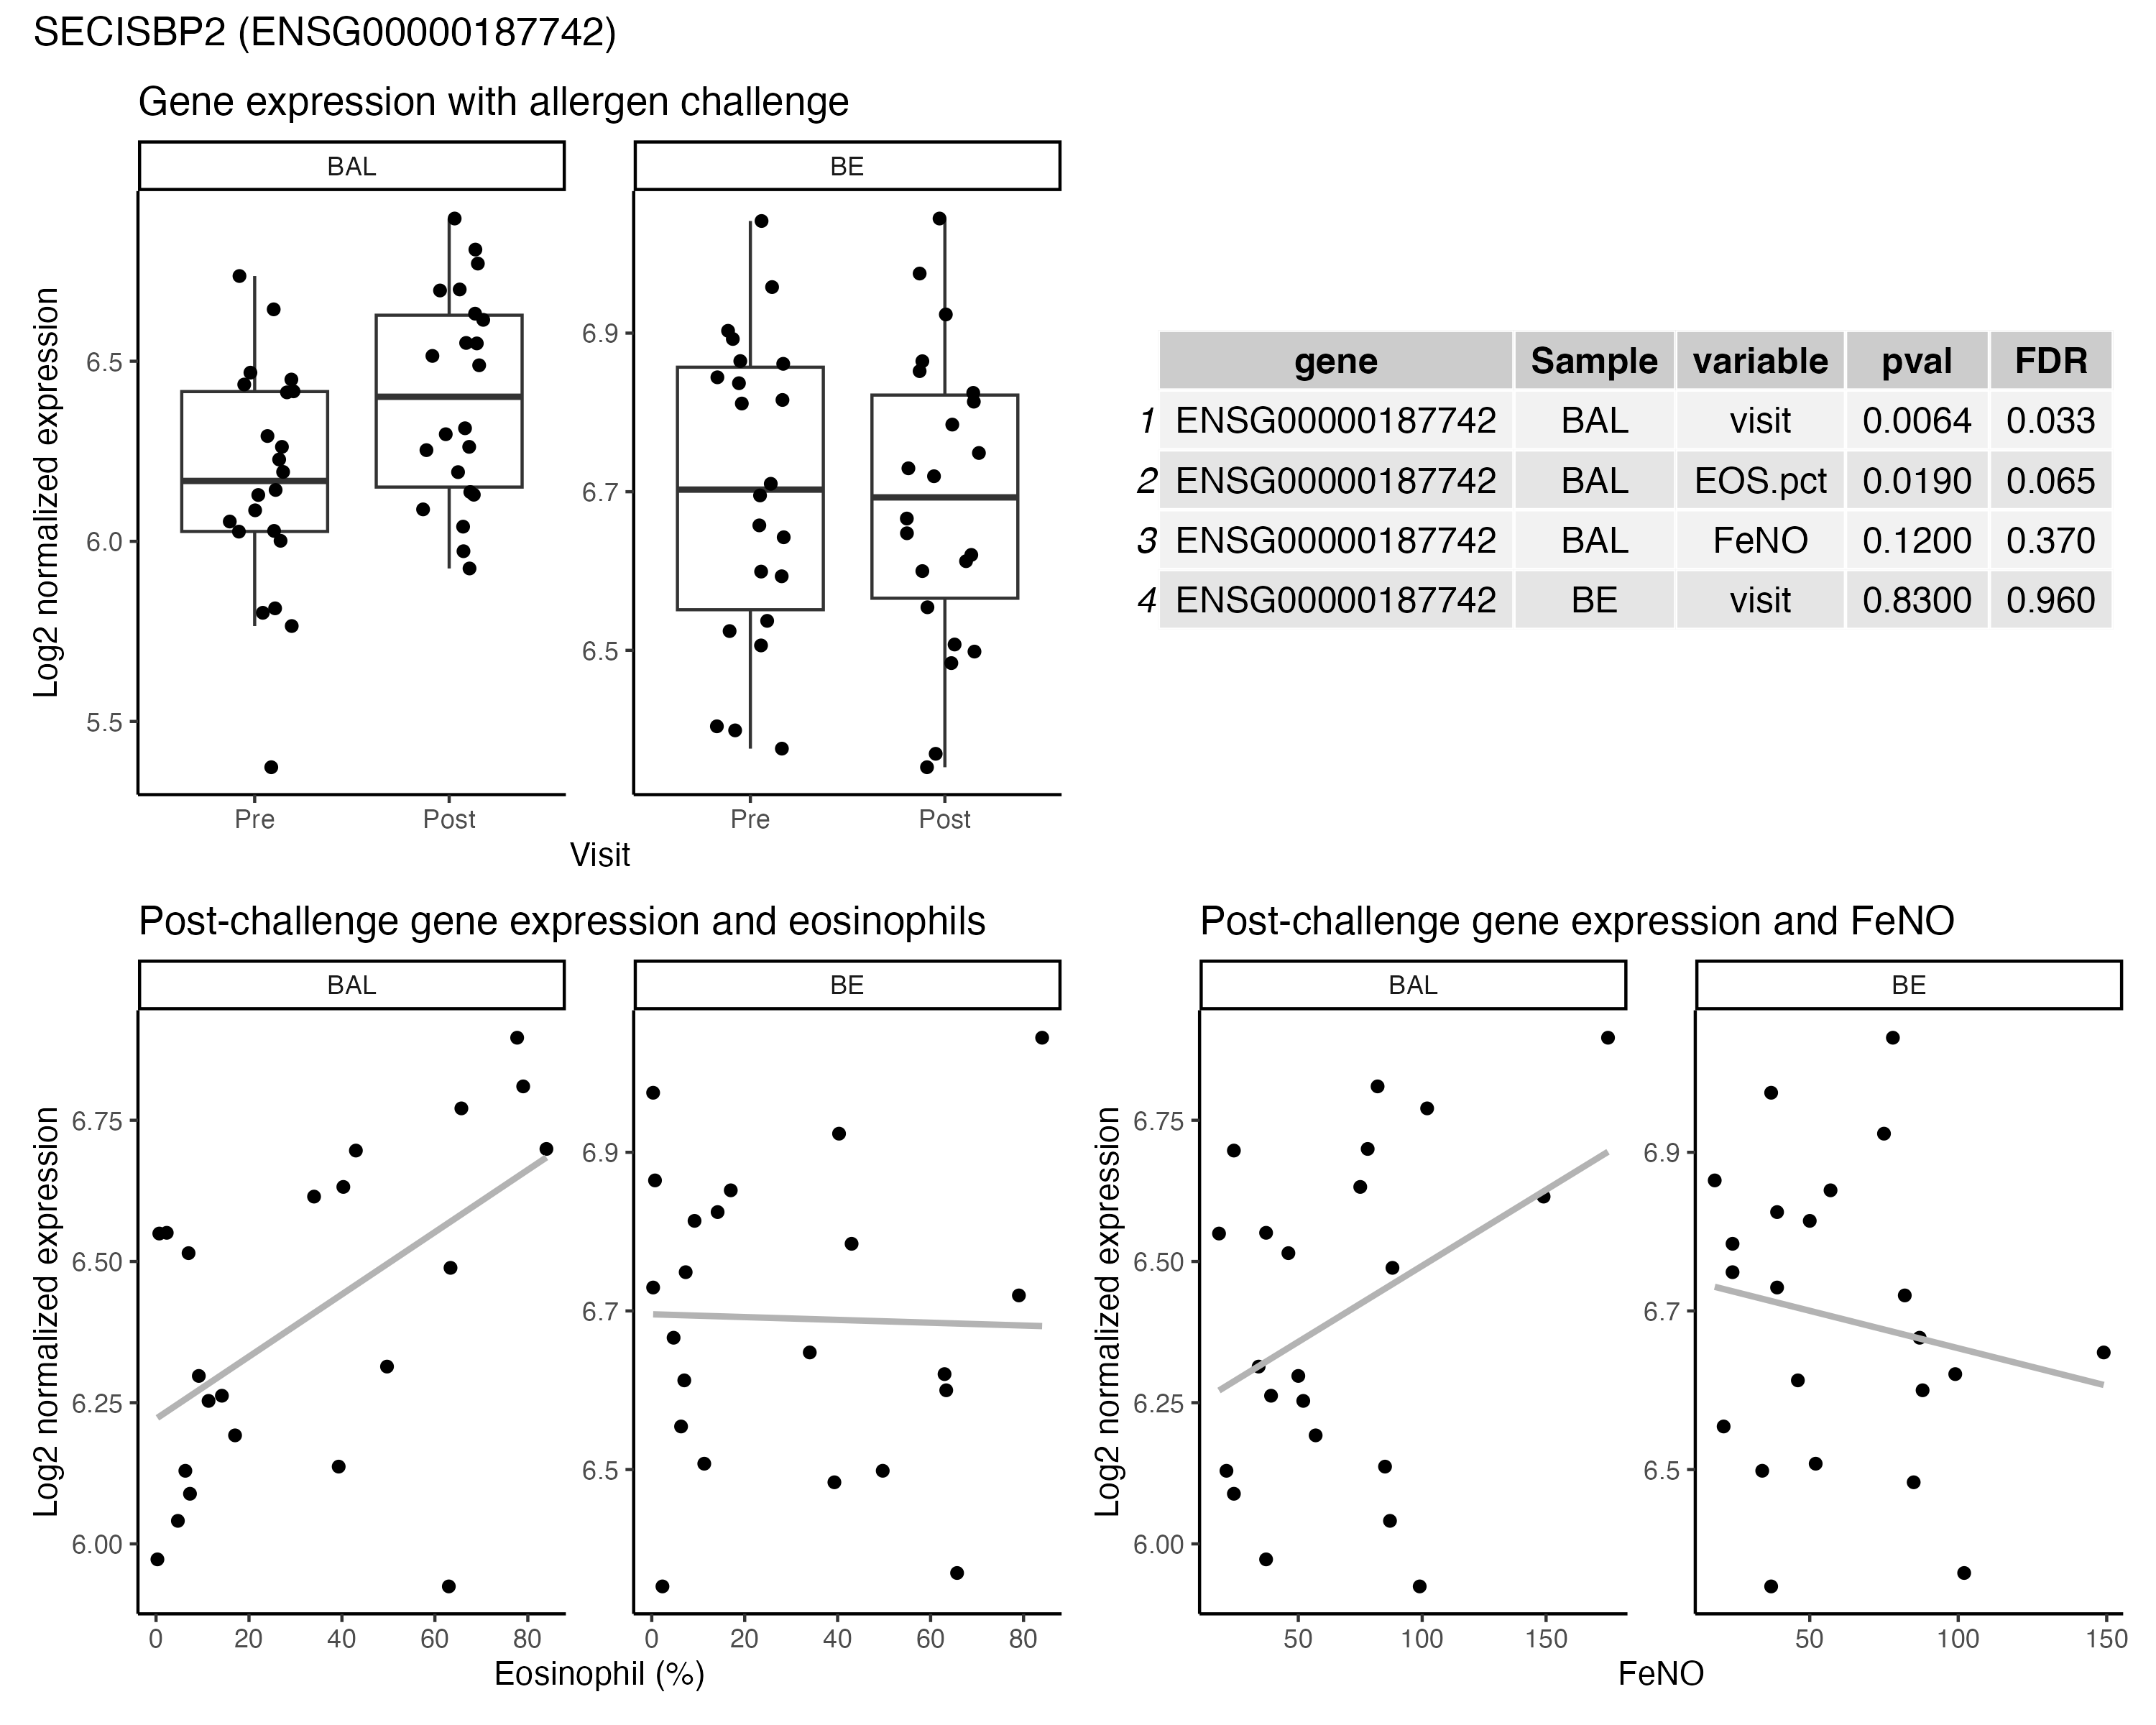 SECISBP2 (ENSG00000187742)
Gene expression with allergen challenge
BAL
BE
Log2 normalized expression
6.5
6.0
5.5
6.9
6.7
6.5
Pre
Post
Pre
Post
Visit
gene Sample variable pval FDR
1 ENSG00000187742 BAL visit 0.0064 0.033
2 ENSG00000187742 BAL EOS.pct 0.0190 0.065
3 ENSG00000187742 BAL FeNO 0.1200 0.370
4 ENSG00000187742 BE visit 0.8300 0.960
Post-challenge gene expression and eosinophils
BAL
BE
Log2 normalized expression
6.75
6.50
6.25
6.00
6.9
6.7
6.5
0 20 40 60 80
0 20 40 60 80
Eosinophil (%)
Post-challenge gene expression and FeNO
BAL
BE
Log2 normalized expression
6.75
6.50
6.25
6.00
6.9
6.7
6.5
50 100 150
50 100 150
FeNO